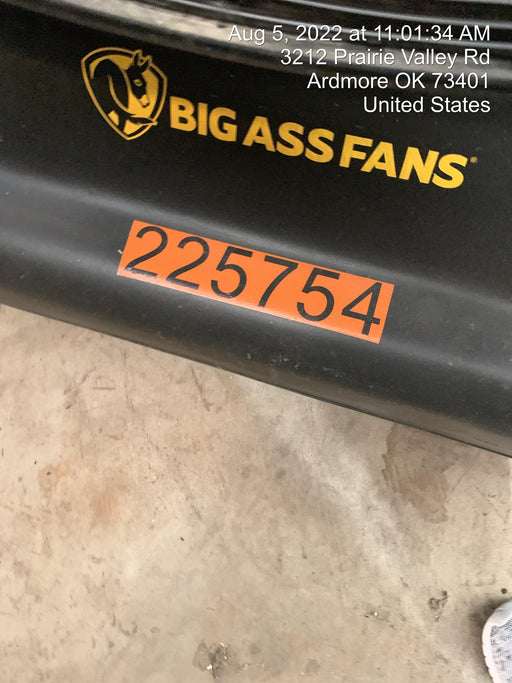 Aug 5, 2022 at 11:01:34 AM
3212 Prairie Valley Rd
Ardmore OK 73401
United States
BIG ASS FANS®
225754